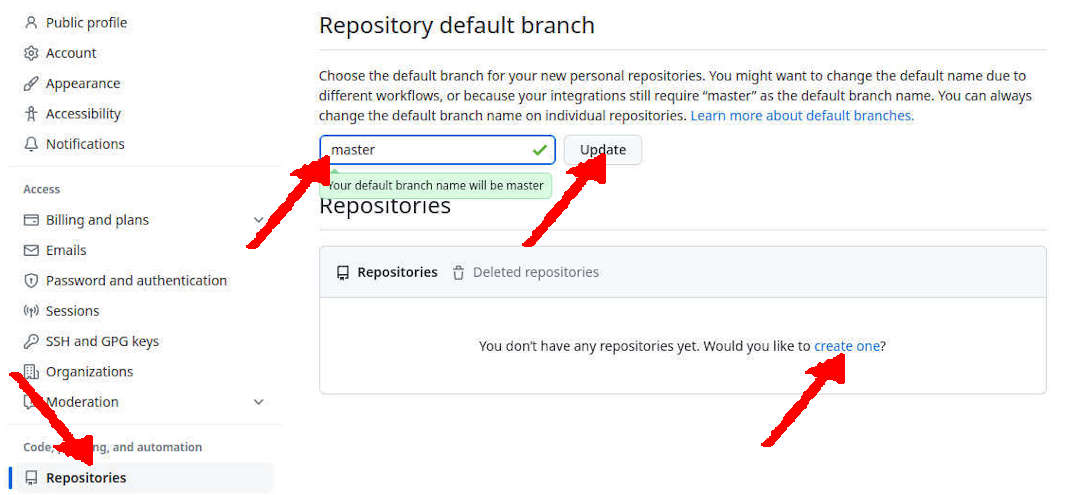 Public profile
Account
Appearance
Accessibility
Notifications
Access
Billing and plans
Emails
Password and authentication
Sessions
SSH and GPG keys
Organizations
Moderation
Code, and automation
Repositories
Repository default branch
Choose the default branch for your new personal repositories. You might want to change the default name due to
different workflows, or because your integrations still require “master” as the default branch name. You can always
change the default branch name on individual repositories. Learn more about default branches.
master
Update
Your default branch name will be master
Repositories
Repositories Deleted repositories
You don’t have any repositories yet. Would you like to create one?